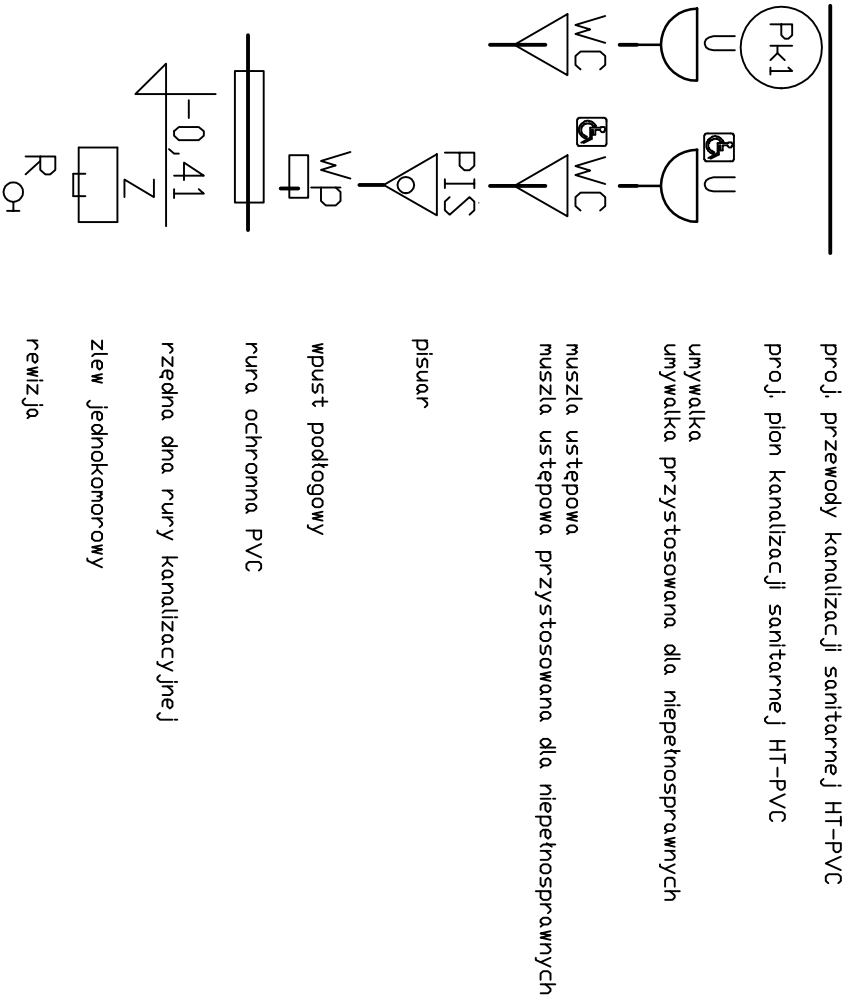 proj. przewody kanalizacji sanitarnej HT-PVC
Pk1
proj. pion kanalizacji sanitarnej HT-PVC
U U
umywalka
umywalka przystosowana dla niepełnosprawnych
WC WC
muszla ustępowa
muszla ustępowa przystosowana dla niepełnosprawnych
PIS
pisuar
Wp
wpust podłogowy
rura ochronna PVC
-0,41
rzędna dna rury kanalizacyjnej
Z
zlew jednokomorowy
R
rewizja